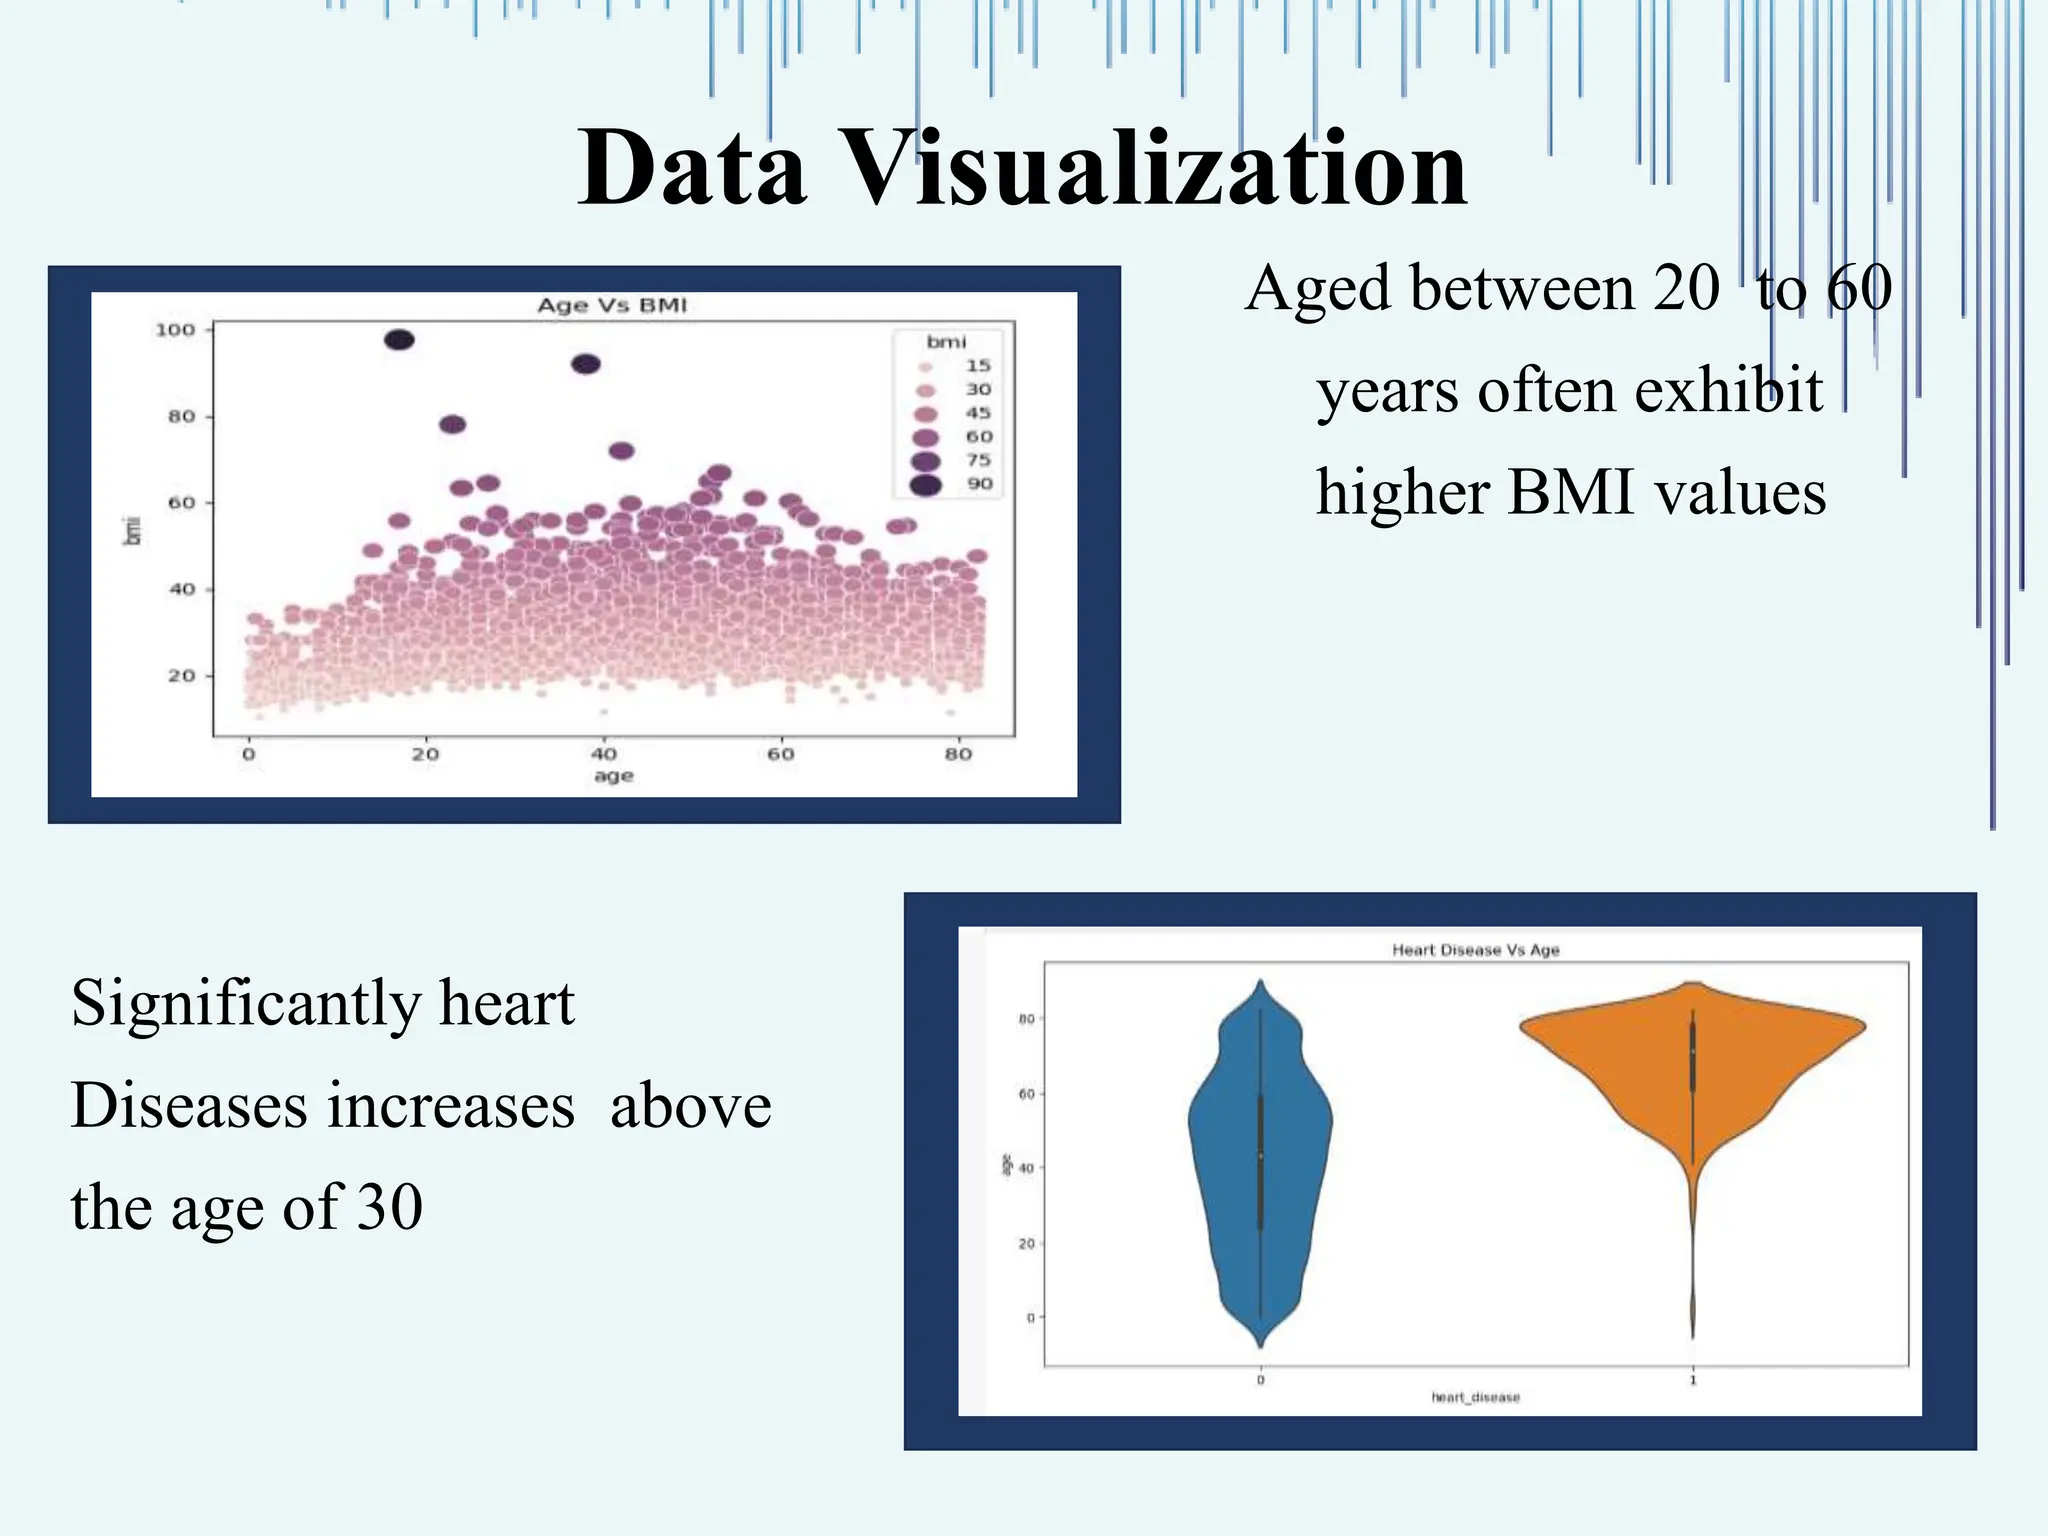 Data Visualization
Aged between 20  to 60
years often exhibit
higher BMI values
Age Vs BMI
100
80
60
40
20
bmi
bmi
15
30
45
60
75
90
0 20 40 60 80
age
Significantly heart
Diseases increases  above
the age of 30
Heart Disease Vs Age
80
60
40
20
0
age
0 1
heart_disease